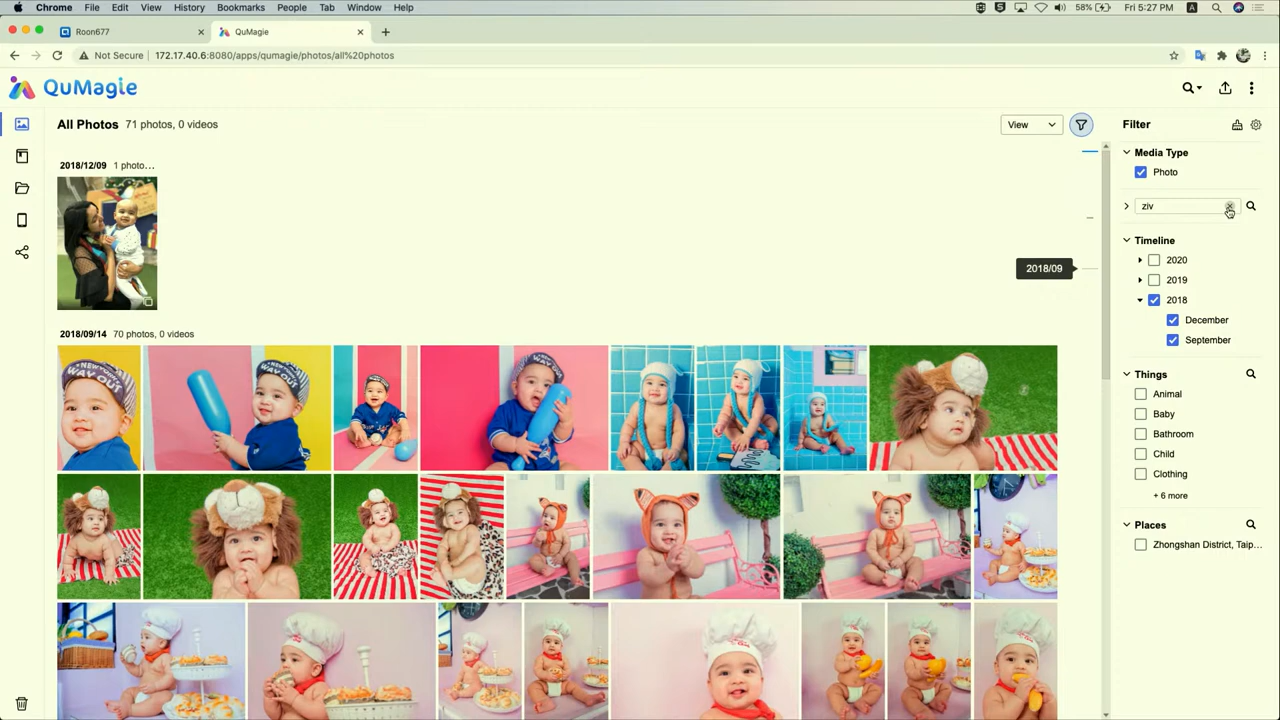 Chrome File Edit View History Bookmarks People Tab Window Help 58% Fri 5:27 PM A
Roon677 QuMagie
Not Secure 172.17.40.6:8080/apps/qumagie/photos/all%20photos
QuMagie
All Photos 71 photos, 0 videos View
Filter
2018/12/09 1 photo…
Media Type
Photo
ziv
Timeline
2020
2018/09
2019
2018
December
September
2018/09/14 70 photos, 0 videos
Things
Animal
Baby
Bathroom
Child
Clothing
+ 6 more
Places
Zhongshan District, Taip...